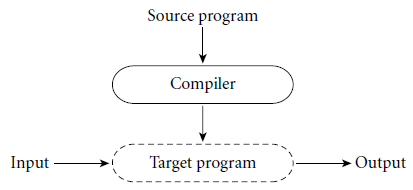 Source program
Compiler
Input
Target program
Output